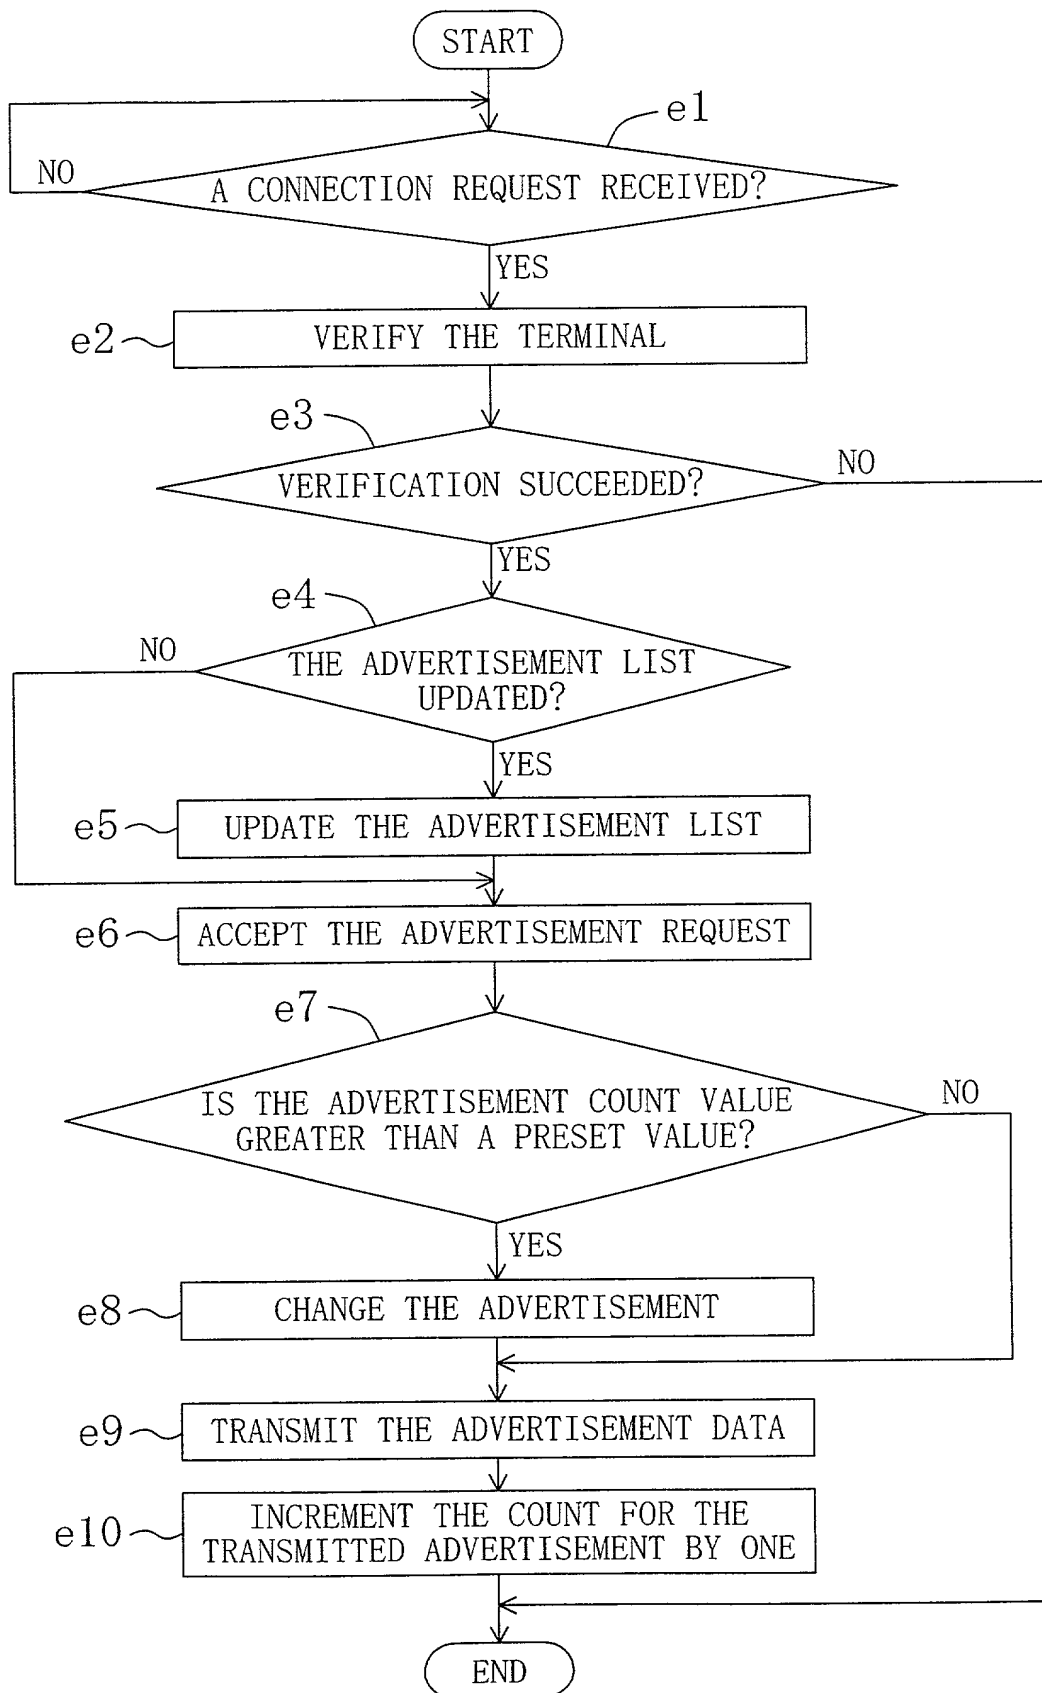 START
e1
NO
A CONNECTION REQUEST RECEIVED?
YES
e2
VERIFY THE TERMINAL
e3
NO
VERIFICATION SUCCEEDED?
YES
e4
NO
THE ADVERTISEMENT LIST
UPDATED?
YES
e5
UPDATE THE ADVERTISEMENT LIST
e6
ACCEPT THE ADVERTISEMENT REQUEST
e7
NO
IS THE ADVERTISEMENT COUNT VALUE
GREATER THAN A PRESET VALUE?
YES
e8
CHANGE THE ADVERTISEMENT
e9
TRANSMIT THE ADVERTISEMENT DATA
e10
INCREMENT THE COUNT FOR THE
TRANSMITTED ADVERTISEMENT BY ONE
END